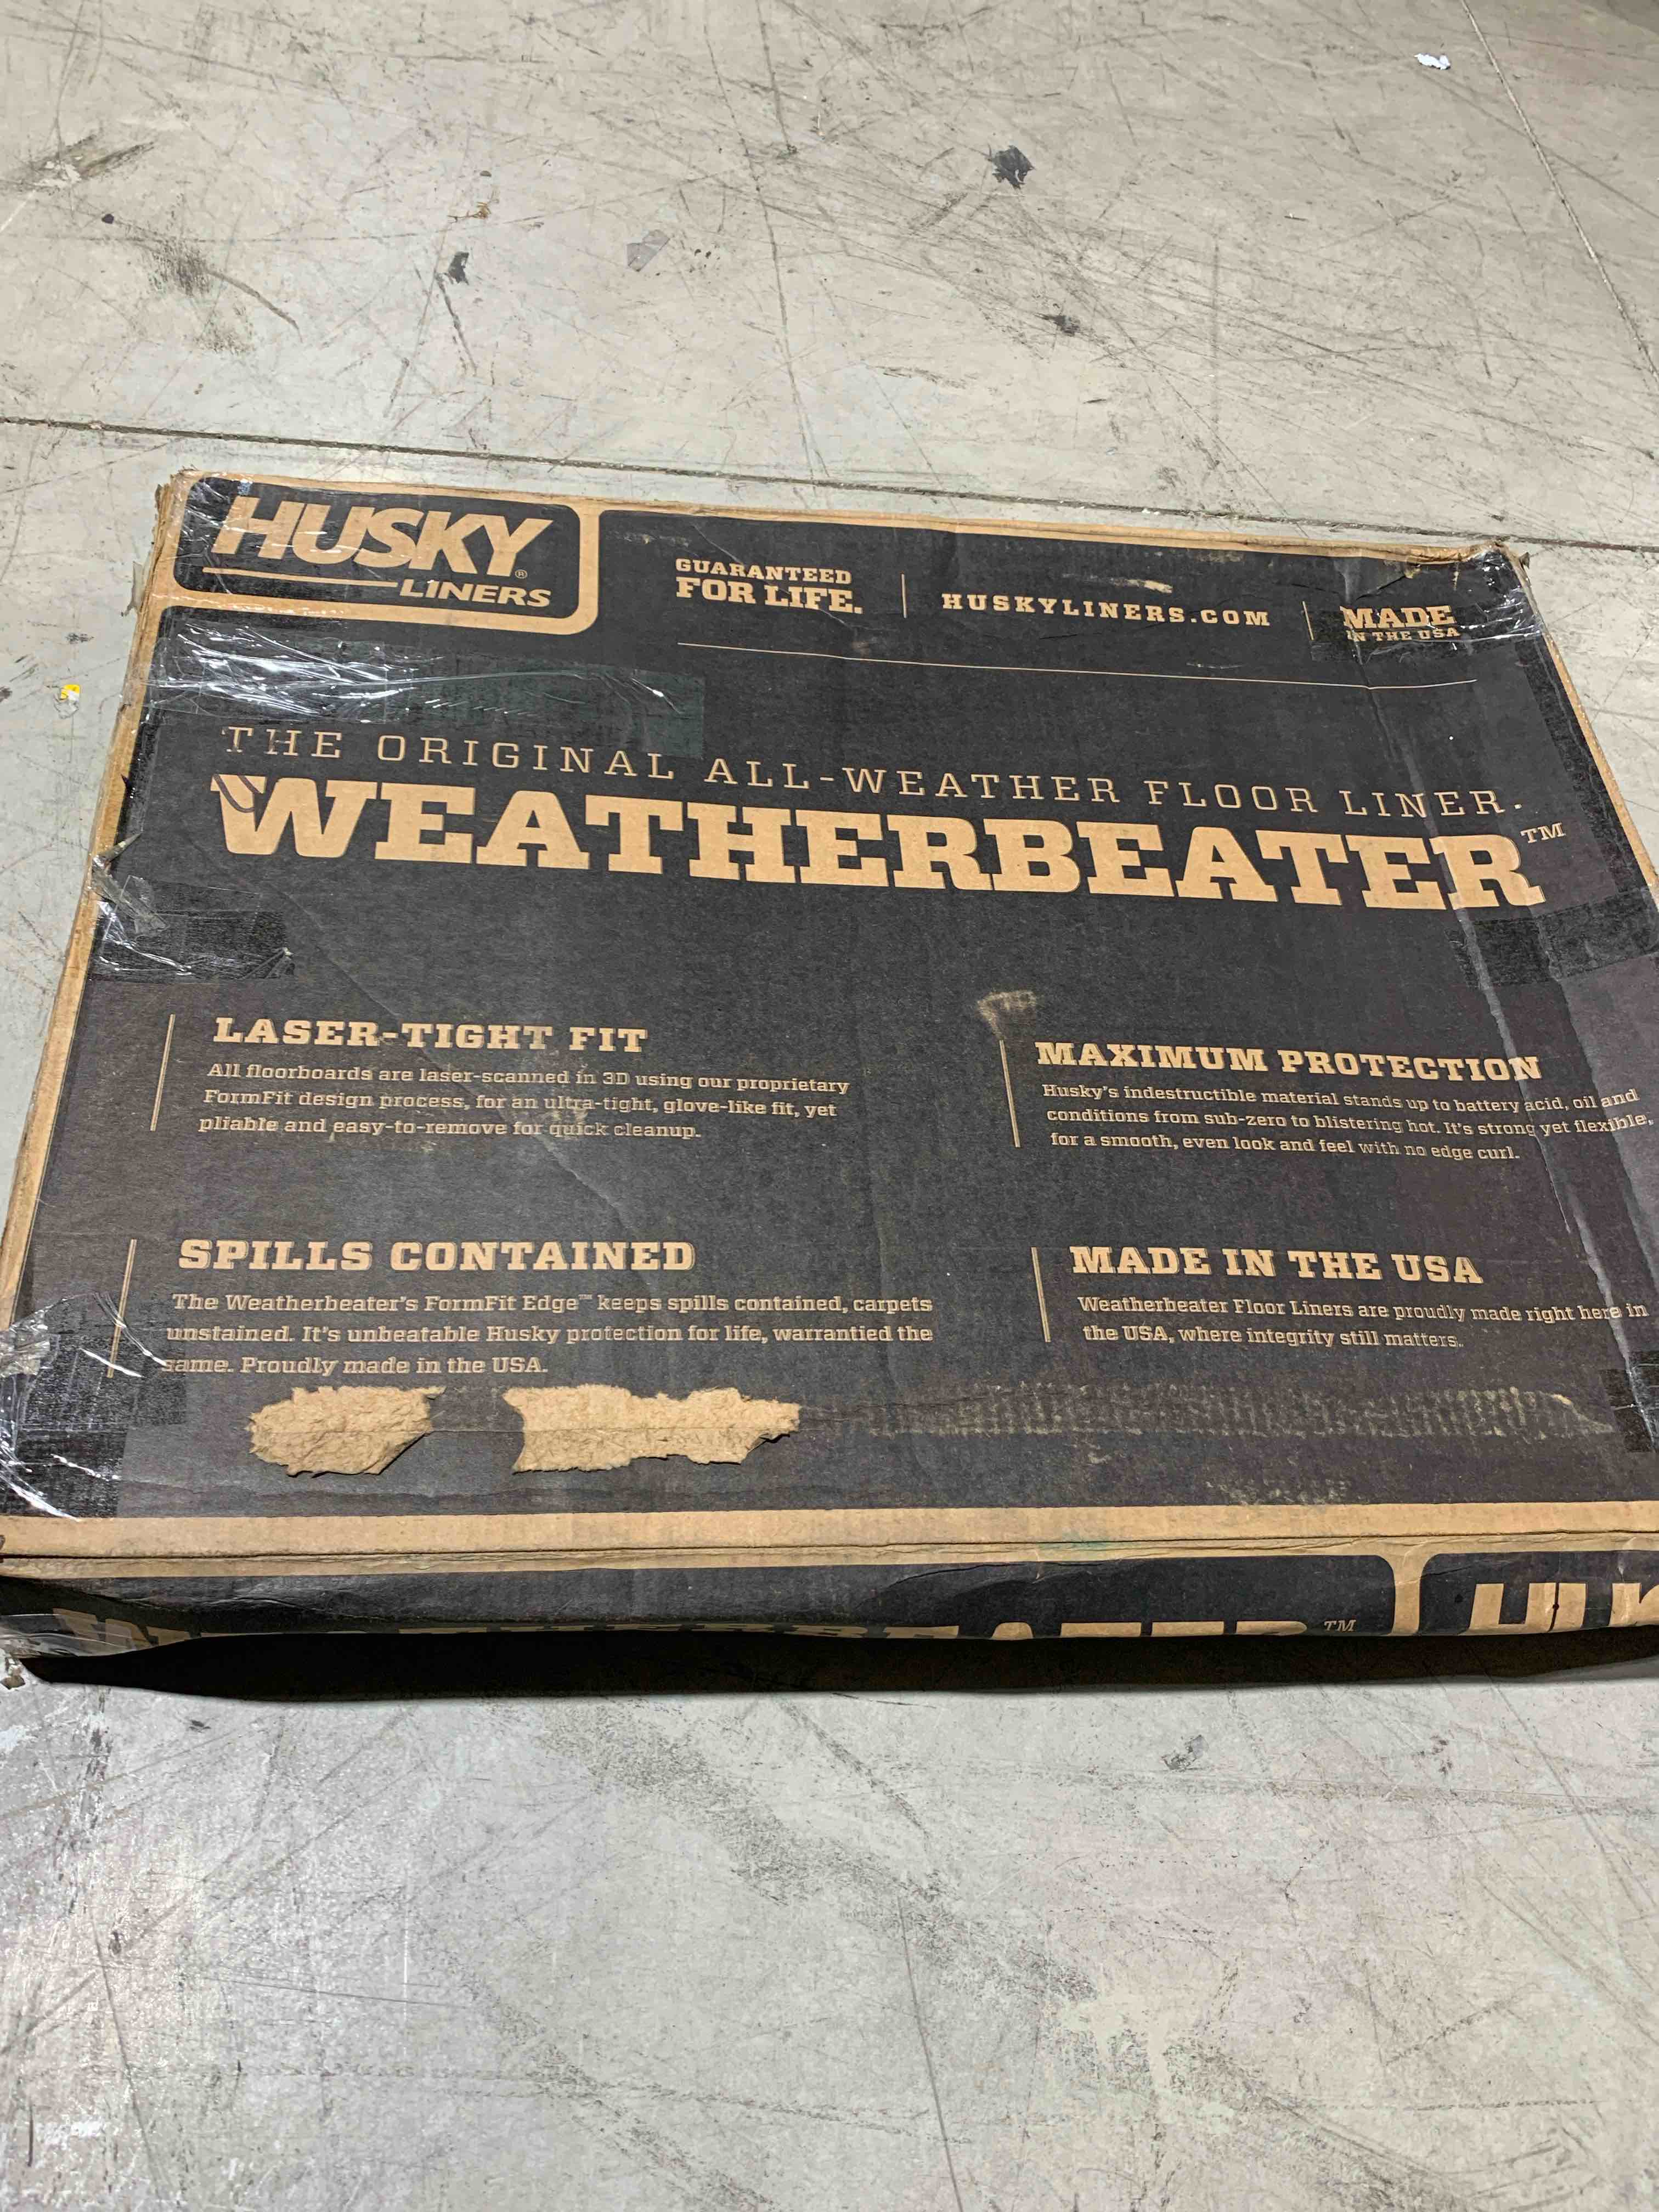 HUSKY®
LINERS
GUARANTEED
FOR LIFE.
HUSKYLINERS.COM
MADE
IN THE USA
THE ORIGINAL ALL-WEATHER FLOOR LINER.
WEATHERBEATER™
LASER-TIGHT FIT
All floorboards are laser-scanned in 3D using our proprietary
FormFit design process, for an ultra-tight, glove-like fit, yet
pliable and easy-to-remove for quick cleanup.
MAXIMUM PROTECTION
Husky's indestructible material stands up to battery acid, oil and
conditions from sub-zero to blistering hot. It's strong yet flexible,
for a smooth, even look and feel with no edge curl.
SPILLS CONTAINED
The Weatherbeater's FormFit Edge™ keeps spills contained, carpets
unstained. It's unbeatable Husky protection for life, warrantied the
same. Proudly made in the USA.
MADE IN THE USA
Weatherbeater Floor Liners are proudly made right here in
the USA, where integrity still matters.
WEATHERBEATER™